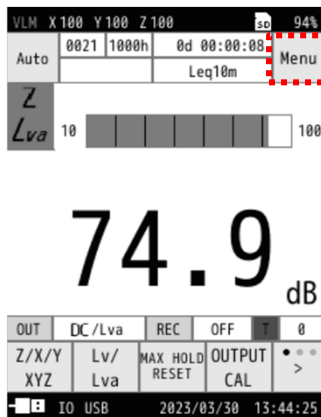 VLM X100 Y100 Z100 SD 94%
Auto 0021 1000h 0d 00:00:08 Menu
Leq10m
Z
Lva 10 100
74.9
dB
OUT DC/Lva REC OFF T 0
Z/X/Y Lv/ MAX HOLD OUTPUT >
XYZ Lva RESET CAL
IO USB 2023/03/30 13:44:25